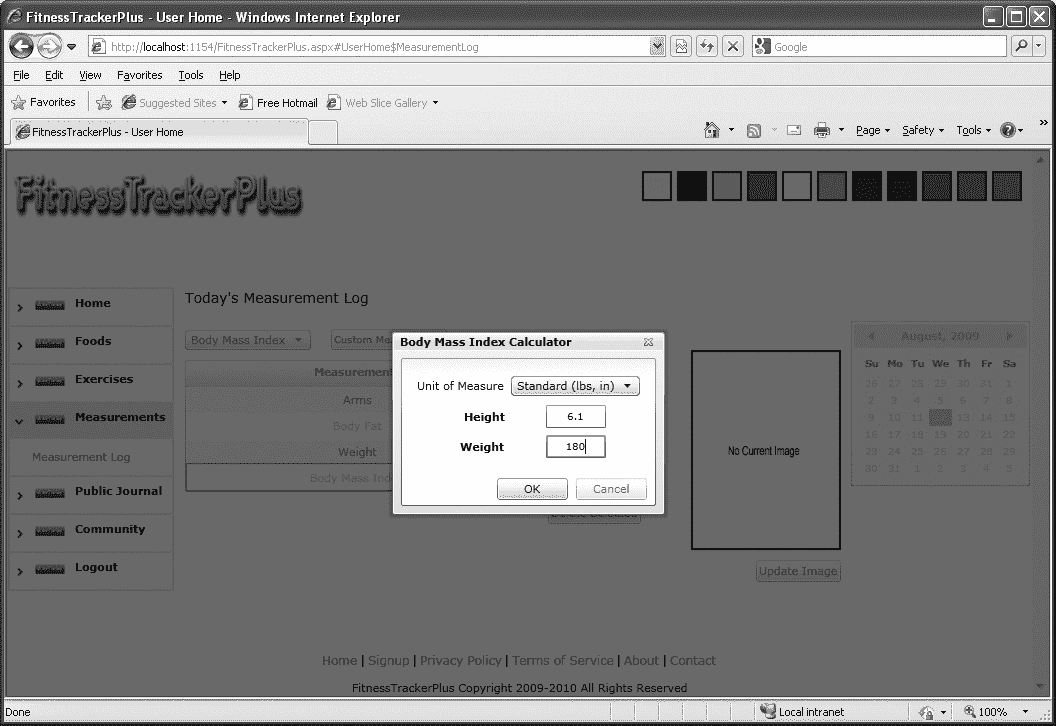 FitnessTrackerPlus - User Home - Windows Internet Explorer
http://localhost:1154/FitnessTrackerPlus.aspx#UserHome$MeasurementLog
Google
File Edit View Favorites Tools Help
Favorites Suggested Sites Free Hotmail Web Slice Gallery
FitnessTrackerPlus - User Home
Page Safety Tools
FitnessTrackerPlus
Home
Foods
Exercises
Measurements
Measurement Log
Public Journal
Community
Logout
Today's Measurement Log
Body Mass Index
Custom Me
Measurement
Arms
Body Fat
Weight
Body Mass Ind
Body Mass Index Calculator
Unit of Measure Standard (lbs, in)
Height 6.1
Weight 180
OK Cancel
No Current Image
Update Image
August, 2009
Su Mo Tu We Th Fr Sa
26 27 28 29 30 31 1
2 3 4 5 6 7 8
9 10 11 13 14 15
16 17 18 19 20 21 22
23 24 25 26 27 28 29
30 31 1 2 3 4 5
Home | Signup | Privacy Policy | Terms of Service | About | Contact
FitnessTrackerPlus Copyright 2009-2010 All Rights Reserved
Done Local intranet 100%